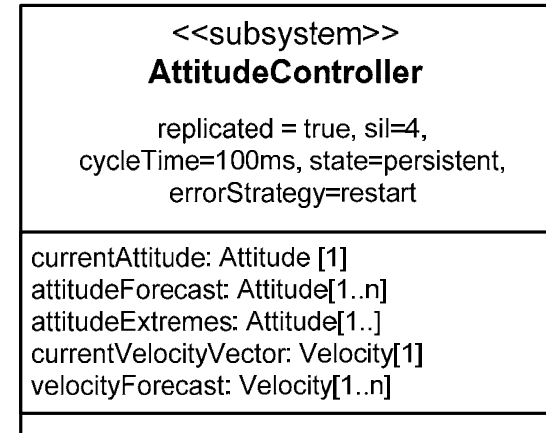 <<subsystem>>
AttitudeController
replicated = true, sil=4,
cycleTime=100ms, state=persistent,
errorStrategy=restart
currentAttitude: Attitude [1]
attitudeForecast: Attitude[1..n]
attitudeExtremes: Attitude[1..]
currentVelocityVector: Velocity[1]
velocityForecast: Velocity[1..n]